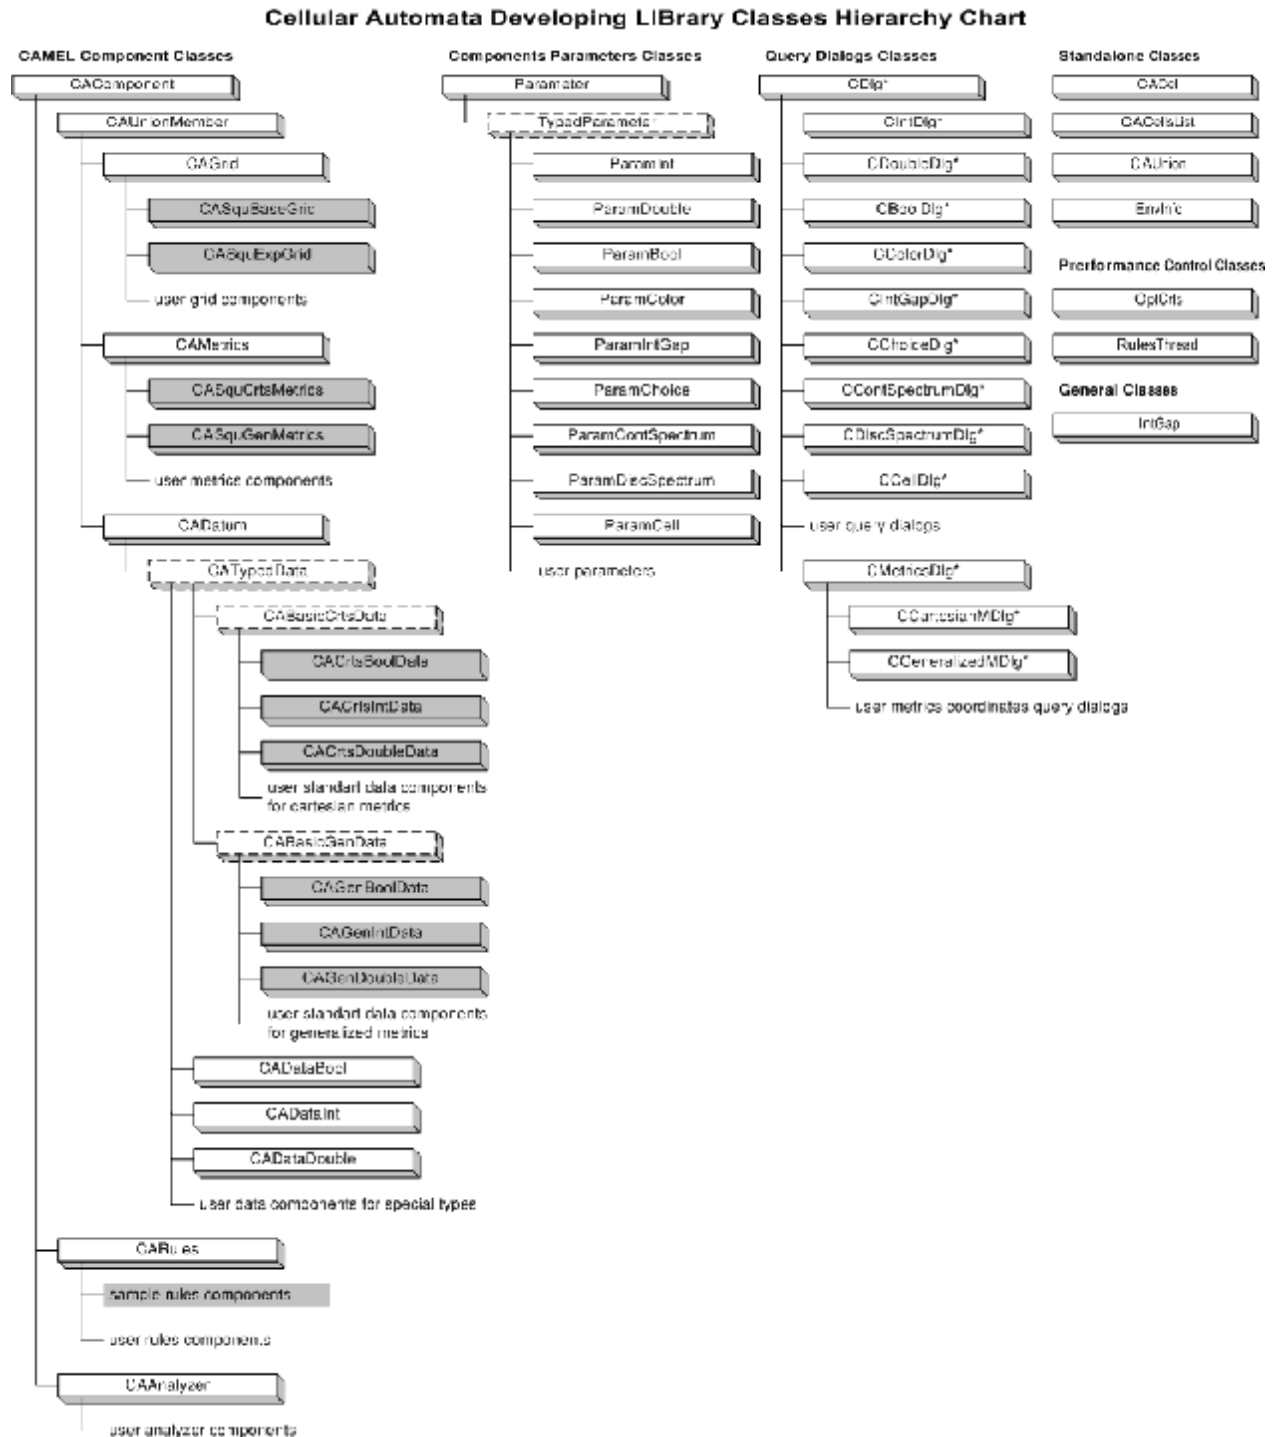 Cellular Automata Developing LIBrary Classes Hierarchy Chart
CAMEL Component Classes
CAComponent
CAUnionMember
CAGrid
CASquBaseGrid
CASquExpGrid
user grid components
CAMetrics
CASquCrtsMetrics
CASquGenMetrics
user metrics components
CADatum
CATypedData
CABasicCrtsData
CACrtsBoolData
CACrtsIntData
CACrtsDoubleData
user standart data components
for cartesian metrics
CABasicGenData
CAGenBoolData
CAGenIntData
CAGenDoubleData
user standart data components
for generalized metrics
CADataBool
CADataInt
CADataDouble
user data components for special types
CARules
sample rules components
user rules components
CAAnalyzer
user analyzer components
Components Parameters Classes
Parameter
TypedParameter
ParamInt
ParamDouble
ParamBool
ParamColor
ParamIntGap
ParamChoice
ParamContSpectrum
ParamDiscSpectrum
ParamCell
user parameters
Query Dialogs Classes
CDlg*
CIntDlg*
CDoubleDlg*
CBoolDlg*
CColorDlg*
CIntGapDlg*
CChoiceDlg*
CContSpectrumDlg*
CDiscSpectrumDlg*
CCellDlg*
user query dialogs
CMetricsDlg*
CCartesianMDlg*
CGeneralizedMDlg*
user metrics coordinates query dialogs
Standalone Classes
CACell
CACellsList
CAUnion
EnvInfo
Prerformance Control Classes
OptCrts
RulesThread
General Classes
IntGap